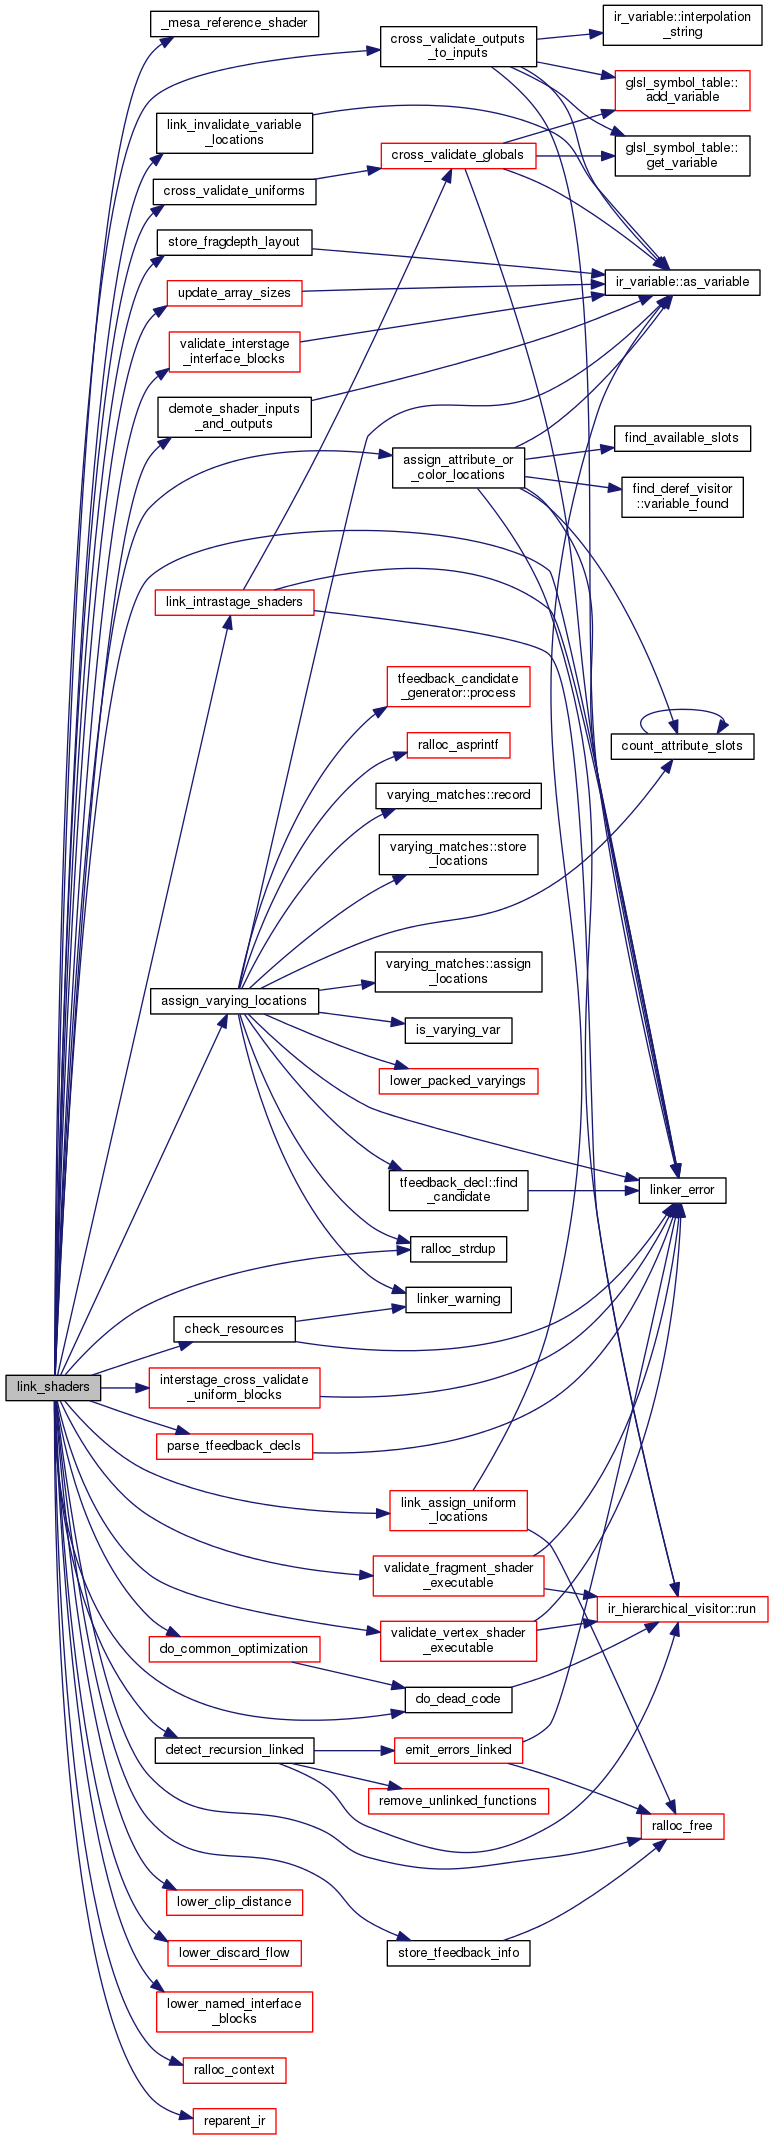 _mesa_reference_shader
cross_validate_outputs
_to_inputs
ir_variable::interpolation
_string
glsl_symbol_table::
add_variable
link_invalidate_variable
_locations
cross_validate_globals
glsl_symbol_table::
get_variable
cross_validate_uniforms
store_fragdepth_layout
ir_variable::as_variable
update_array_sizes
validate_interstage
_interface_blocks
demote_shader_inputs
_and_outputs
assign_attribute_or
_color_locations
find_available_slots
find_deref_visitor
::variable_found
link_intrastage_shaders
tfeedback_candidate
_generator::process
ralloc_asprintf
count_attribute_slots
varying_matches::record
varying_matches::store
_locations
varying_matches::assign
_locations
assign_varying_locations
is_varying_var
lower_packed_varyings
tfeedback_decl::find
_candidate
linker_error
ralloc_strdup
linker_warning
check_resources
link_shaders
interstage_cross_validate
_uniform_blocks
parse_tfeedback_decls
link_assign_uniform
_locations
validate_fragment_shader
_executable
ir_hierarchical_visitor::run
validate_vertex_shader
_executable
do_common_optimization
do_dead_code
detect_recursion_linked
emit_errors_linked
remove_unlinked_functions
ralloc_free
lower_clip_distance
lower_discard_flow
store_tfeedback_info
lower_named_interface
_blocks
ralloc_context
reparent_ir